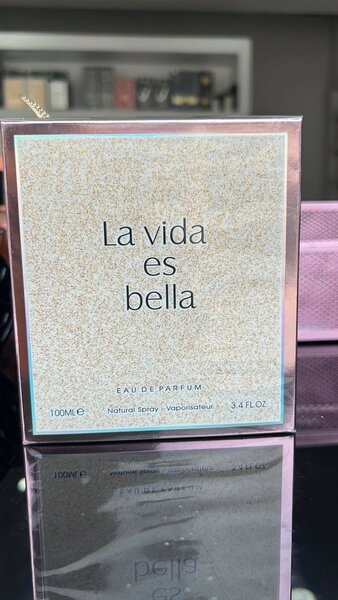 La vida
es
bella
EAU DE PARFUM
100ML℮ Natural Spray - Vaporisateur 3.4 FL.OZ